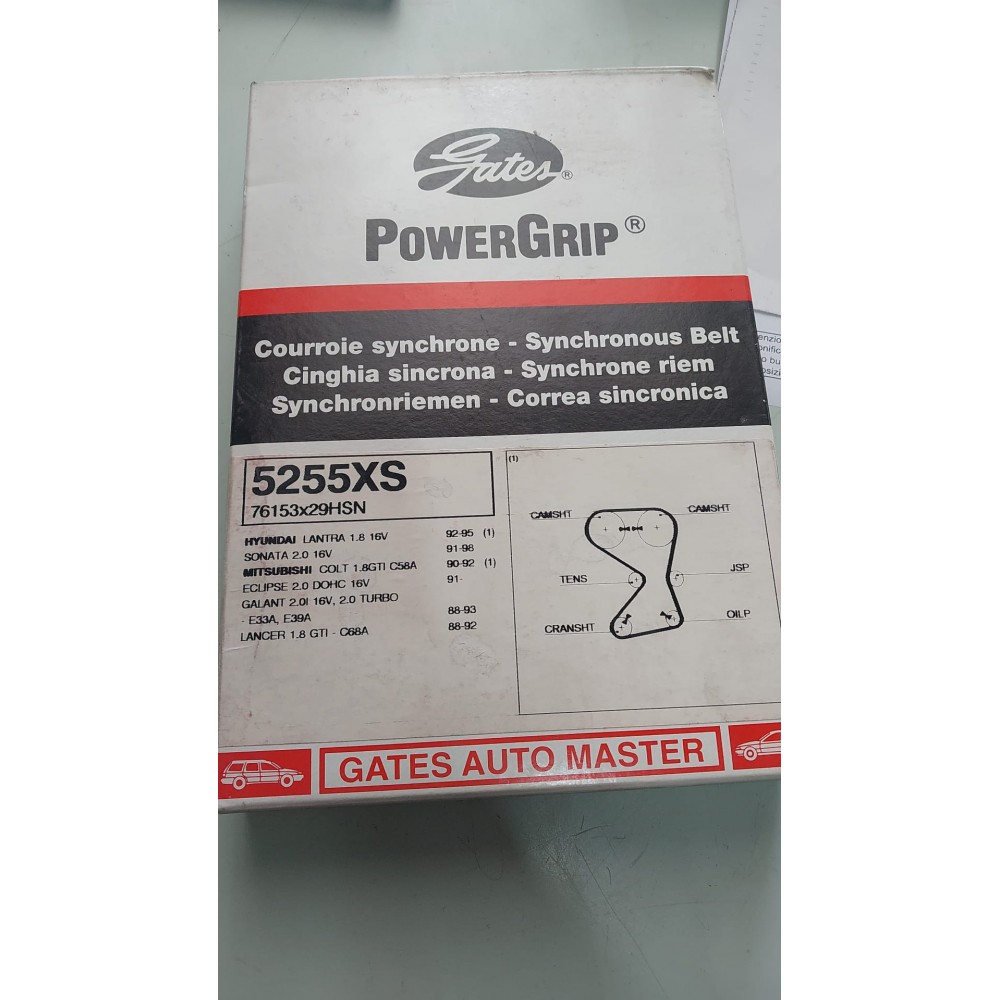 Gates®
POWERGRIP®
Courroie synchrone - Synchronous Belt
Cinghia sincrona - Synchrone riem
Synchronriemen - Correa sincronica
5255XS
76153x29HSN
HYUNDAI LANTRA 1.8 16V 92-95 (1)
SONATA 2.0 16V 91-98
MITSUBISHI COLT 1.8GTI C58A 90-92 (1)
ECLIPSE 2.0 DOHC 16V 91-
GALANT 2.0I 16V, 2.0 TURBO
- E33A, E39A 88-93
LANCER 1.8 GTI - C68A 88-92
(1)
CAMSHT CAMSHT
TENS JSP
CRANSHT OILP
GATES AUTO MASTER